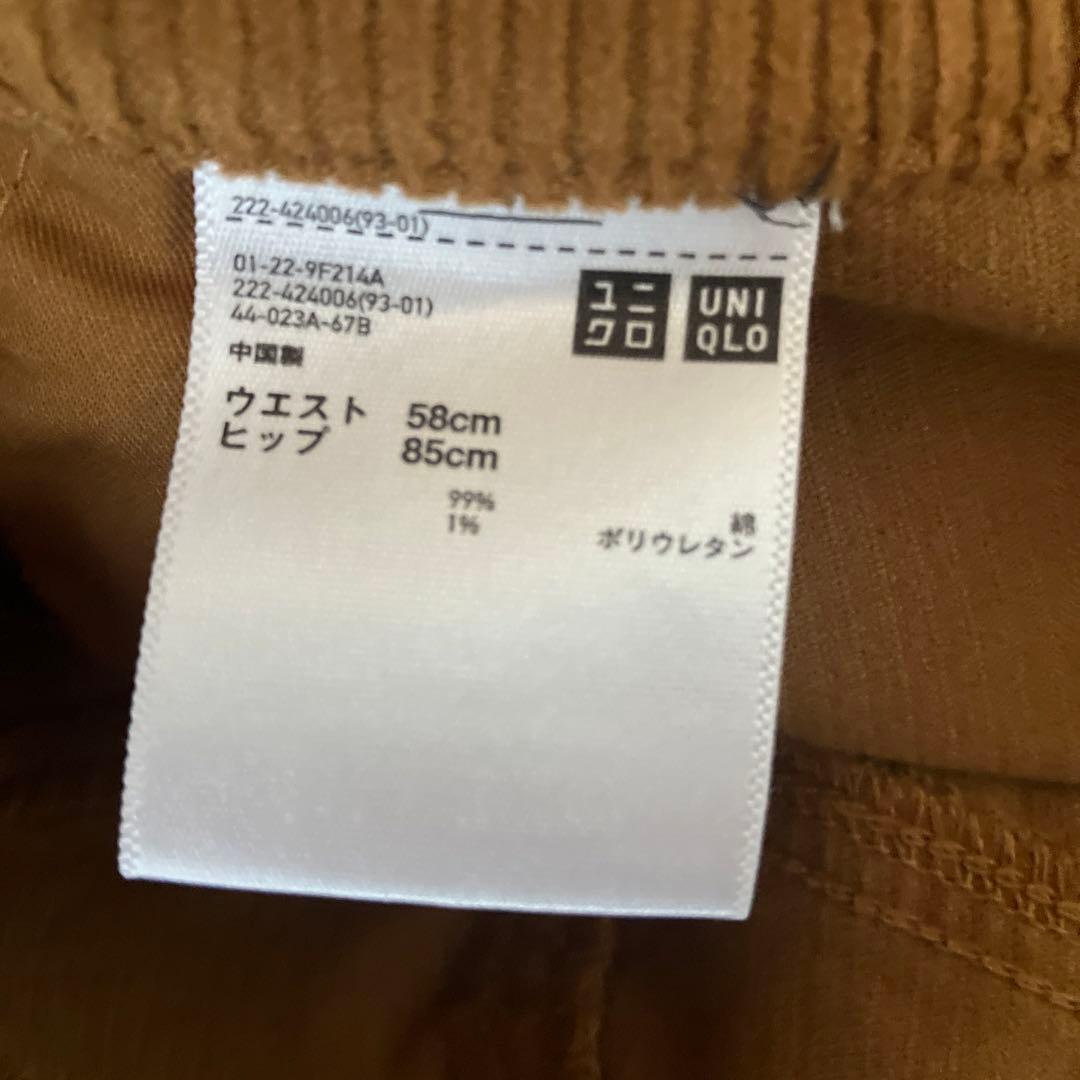 222-424006(93-01)
01-22-9F214A
222-424006(93-01)
44-023A-67B
中国製
ユニ
クロ
UNI
QLO
ウエスト 58cm
ヒップ 85cm
99% 綿
1% ポリウレタン